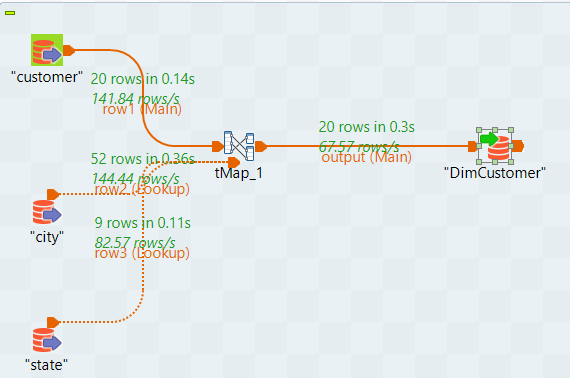 "customer"
20 rows in 0.14s
141.84 rows/s
row1 (Main)
52 rows in 0.36s
144.44 rows/s
row2 (Lookup)
tMap_1
20 rows in 0.3s
67.57 rows/s
output (Main)
"DimCustomer"
"city"
9 rows in 0.11s
82.57 rows/s
row3 (Lookup)
"state"